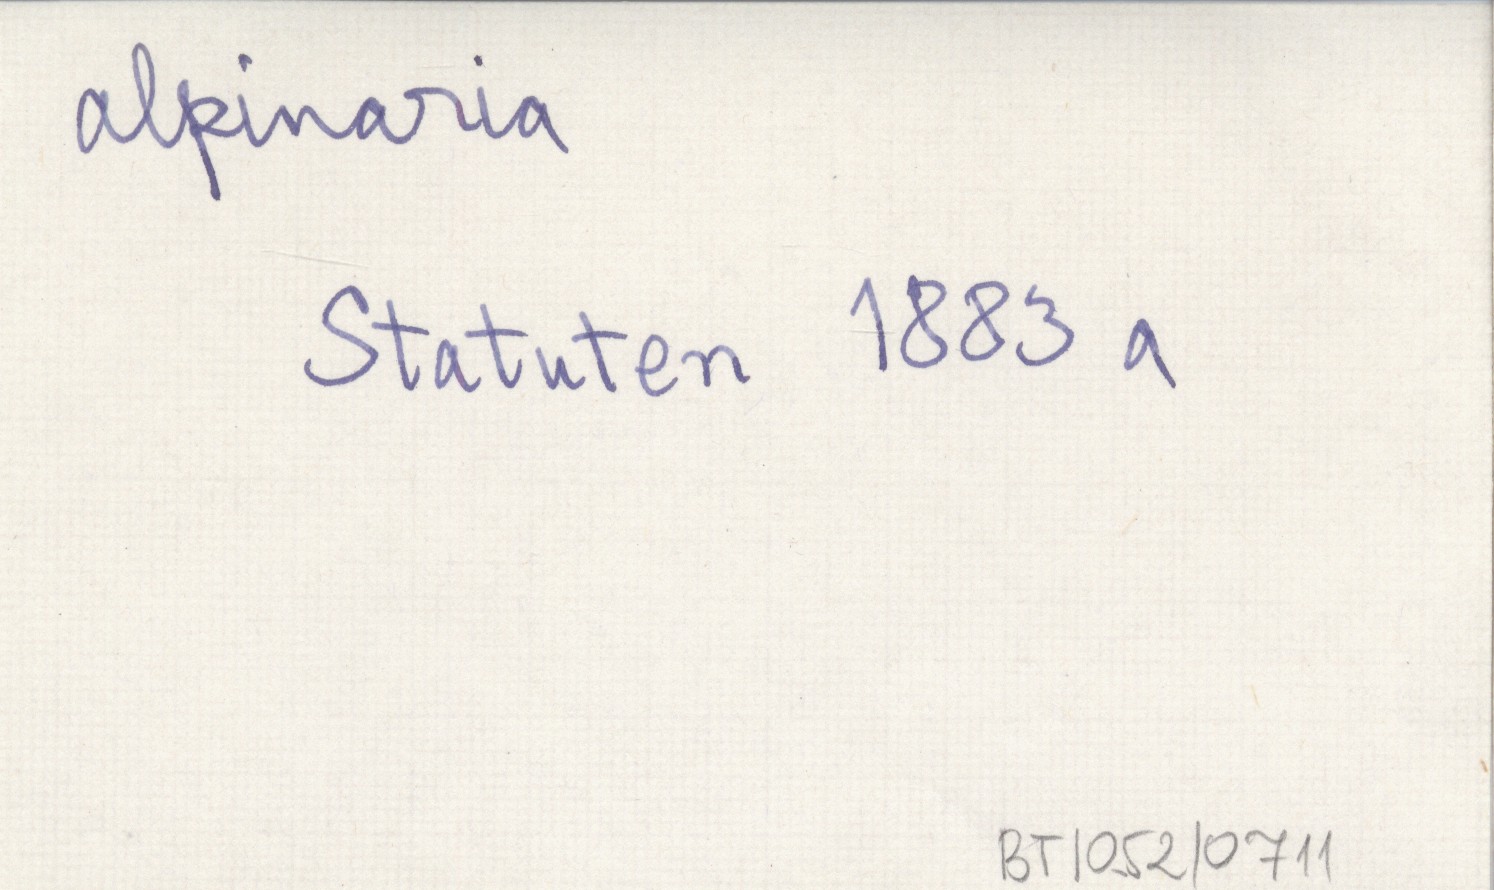 alpinaria
Statuten 1883 a
BT/052/0711